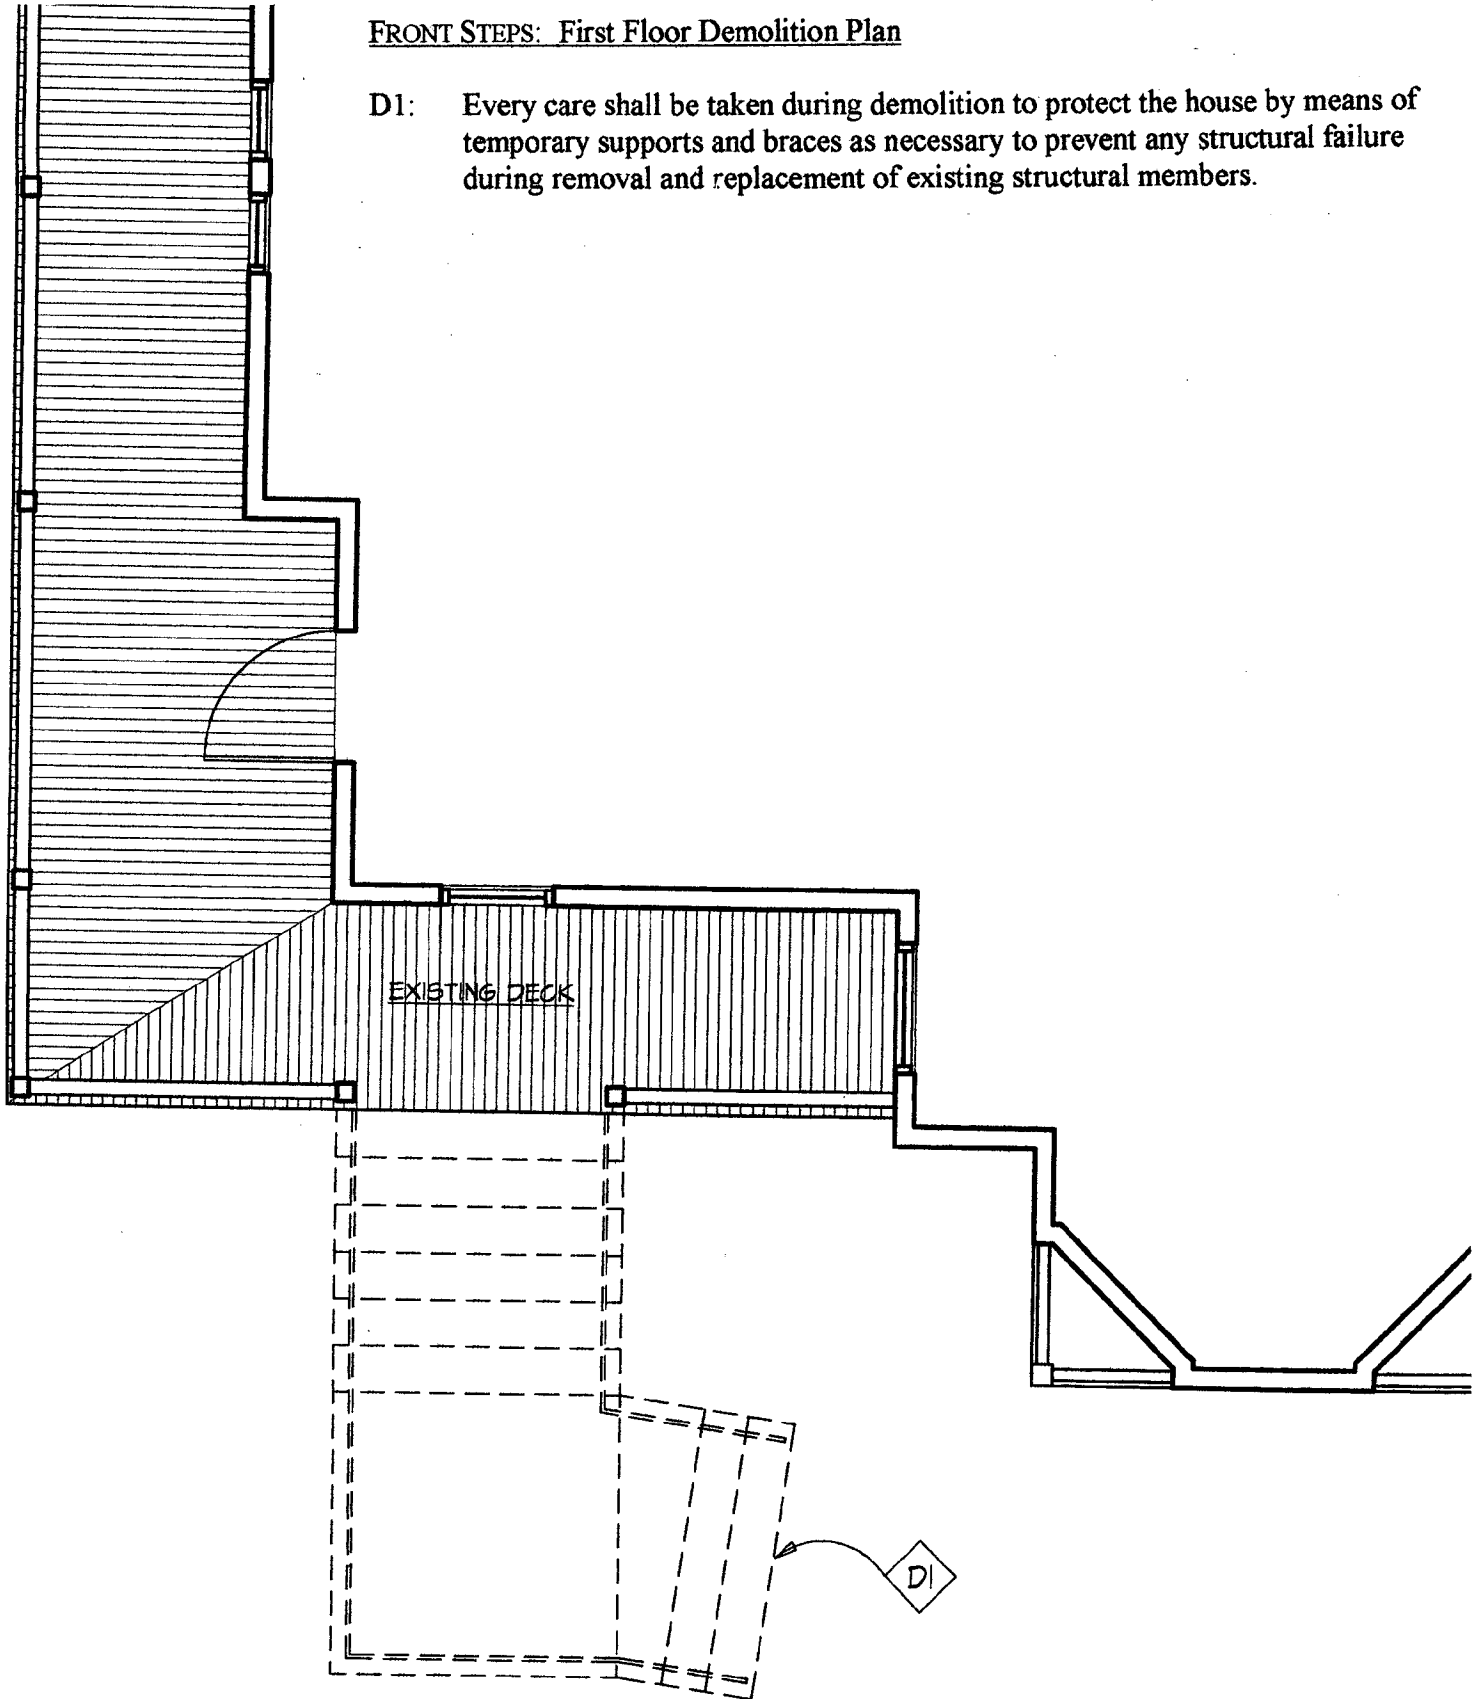 FRONT STEPS: First Floor Demolition Plan
D1: Every care shall be taken during demolition to protect the house by means of
temporary supports and braces as necessary to prevent any structural failure
during removal and replacement of existing structural members.
EXISTING DECK
D1